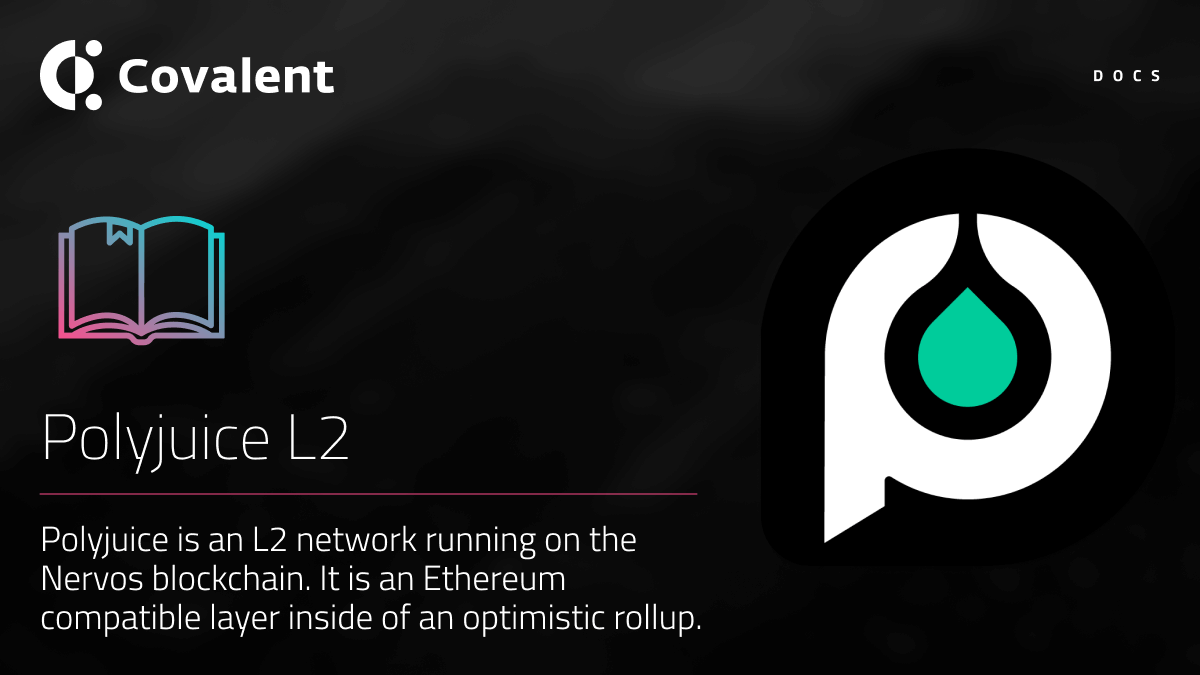 Covalent
DOCS
Polyjuice L2
Polyjuice is an L2 network running on the
Nervos blockchain. It is an Ethereum
compatible layer inside of an optimistic rollup.